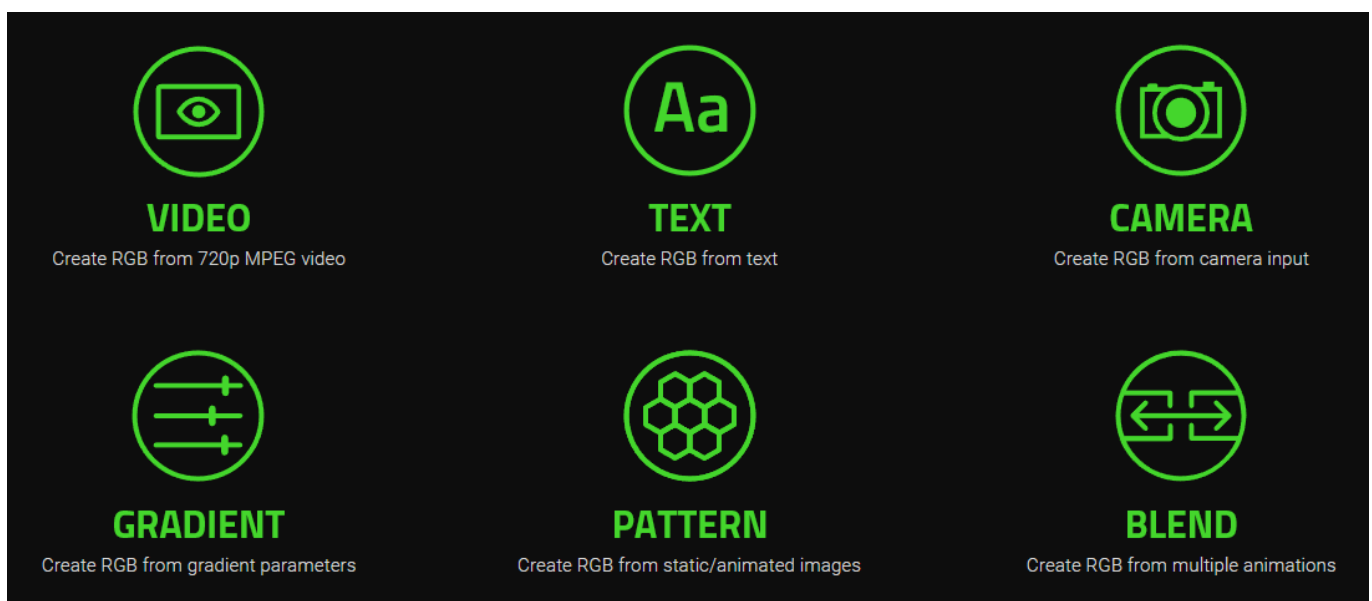 Aa
VIDEO
Create RGB from 720p MPEG video
TEXT
Create RGB from text
CAMERA
Create RGB from camera input
GRADIENT
Create RGB from gradient parameters
PATTERN
Create RGB from static/animated images
BLEND
Create RGB from multiple animations